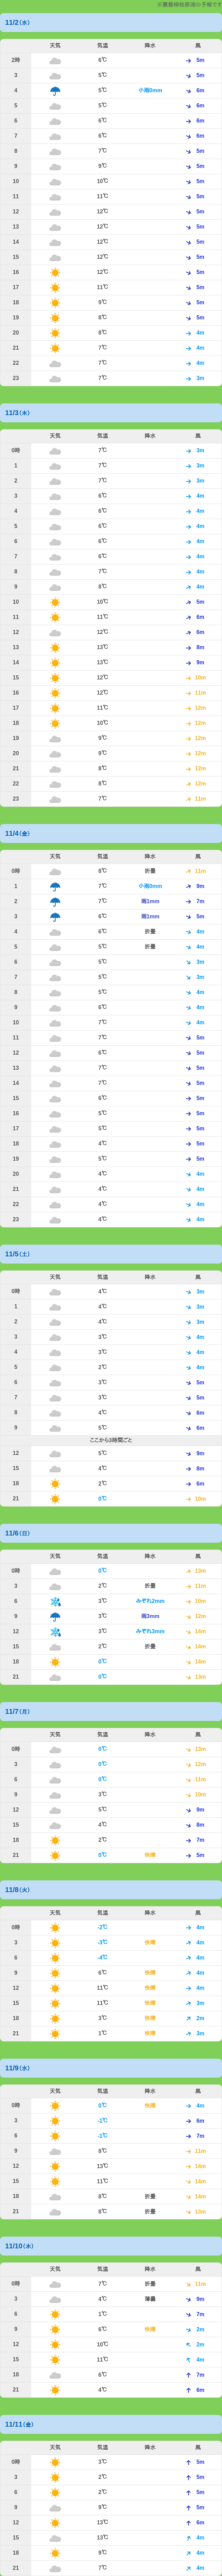 ※裏磐梯桧原湖の予報です
11/2(水)
天気 気温 降水 風
2時 6℃ 5m
3 5℃ 5m
4 5℃ 小雨0mm 6m
5 5℃ 6m
6 6℃ 6m
7 6℃ 6m
8 7℃ 5m
9 9℃ 5m
10 10℃ 5m
11 11℃ 5m
12 12℃ 5m
13 12℃ 5m
14 12℃ 5m
15 12℃ 5m
16 12℃ 5m
17 11℃ 5m
18 9℃ 5m
19 8℃ 5m
20 8℃ 4m
21 7℃ 4m
22 7℃ 4m
23 7℃ 3m
11/3(木)
天気 気温 降水 風
0時 7℃ 3m
1 7℃ 3m
2 7℃ 3m
3 6℃ 4m
4 6℃ 4m
5 6℃ 4m
6 6℃ 4m
7 6℃ 4m
8 7℃ 4m
9 8℃ 4m
10 10℃ 5m
11 11℃ 6m
12 12℃ 6m
13 13℃ 8m
14 13℃ 9m
15 12℃ 10m
16 12℃ 11m
17 11℃ 12m
18 10℃ 12m
19 9℃ 12m
20 9℃ 12m
21 8℃ 12m
22 8℃ 12m
23 7℃ 11m
11/4(金)
天気 気温 降水 風
0時 8℃ 折曇 11m
1 7℃ 小雨0mm 9m
2 7℃ 雨1mm 7m
3 6℃ 雨1mm 5m
4 6℃ 折曇 4m
5 5℃ 折曇 4m
6 5℃ 3m
7 5℃ 3m
8 5℃ 4m
9 6℃ 4m
10 7℃ 4m
11 7℃ 5m
12 6℃ 5m
13 7℃ 5m
14 7℃ 5m
15 6℃ 5m
16 5℃ 5m
17 5℃ 5m
18 4℃ 5m
19 5℃ 5m
20 4℃ 4m
21 4℃ 4m
22 4℃ 4m
23 4℃ 4m
11/5(土)
天気 気温 降水 風
0時 4℃ 3m
1 4℃ 3m
2 4℃ 3m
3 3℃ 4m
4 3℃ 4m
5 2℃ 4m
6 3℃ 5m
7 3℃ 5m
8 4℃ 6m
9 5℃ 6m
ここから3時間ごと
12 5℃ 9m
15 4℃ 8m
18 2℃ 6m
21 0℃ 10m
11/6(日)
天気 気温 降水 風
0時 0℃ 13m
3 2℃ 折曇 11m
6 3℃ みぞれ2mm 10m
9 3℃ 雨3mm 12m
12 3℃ みぞれ3mm 14m
15 2℃ 折曇 14m
18 0℃ 14m
21 0℃ 13m
11/7(月)
天気 気温 降水 風
0時 0℃ 13m
3 0℃ 12m
6 0℃ 11m
9 3℃ 10m
12 5℃ 9m
15 4℃ 8m
18 2℃ 7m
21 0℃ 快晴 5m
11/8(火)
天気 気温 降水 風
0時 -2℃ 4m
3 -3℃ 快晴 4m
6 -4℃ 4m
9 6℃ 快晴 4m
12 11℃ 快晴 4m
15 11℃ 快晴 3m
18 3℃ 快晴 2m
21 1℃ 快晴 3m
11/9(水)
天気 気温 降水 風
0時 0℃ 快晴 4m
3 -1℃ 6m
6 -1℃ 7m
9 8℃ 11m
12 13℃ 14m
15 11℃ 14m
18 8℃ 折曇 14m
21 8℃ 折曇 13m
11/10(木)
天気 気温 降水 風
0時 7℃ 折曇 11m
3 4℃ 薄曇 9m
6 1℃ 7m
9 6℃ 快晴 2m
12 10℃ 2m
15 11℃ 4m
18 6℃ 7m
21 4℃ 6m
11/11(金)
天気 気温 降水 風
0時 3℃ 5m
3 2℃ 5m
6 2℃ 5m
9 9℃ 5m
12 13℃ 6m
15 13℃ 4m
18 9℃ 4m
21 7℃ 4m